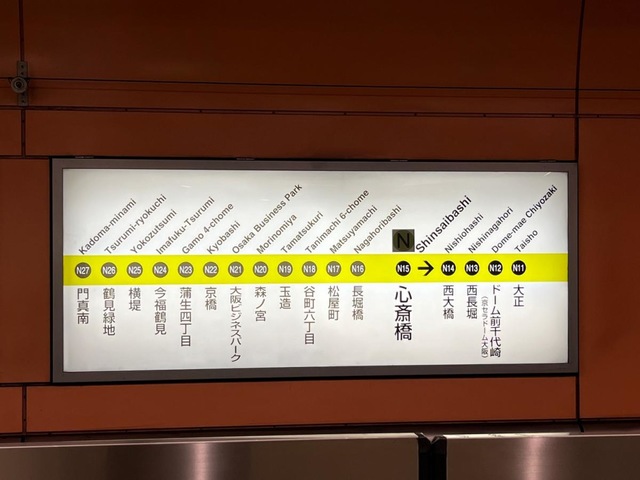 Kadoma-minami
Tsurumi-ryokuchi
Yokozutsumi
Imafuku-Tsurumi
Gamo 4-chome
Kyobashi
Osaka Business Park
Morinomiya
Tamatsukuri
Tanimachi 6-chome
Matsuyamachi
Nagahoribashi
N
Shinsaibashi
Nishiohashi
Nishinagahori
Dome-mae Chiyozaki
Taisho
N27 N26 N25 N24 N23 N22 N21 N20 N19 N18 N17 N16 N15 → N14 N13 N12 N11
門真南
鶴見緑地
横堤
今福鶴見
蒲生四丁目
京橋
大阪ビジネスパーク
森ノ宮
玉造
谷町六丁目
松屋町
長堀橋
心斎橋
西大橋
西長堀
ドーム前千代崎
(京セラドーム大阪)
大正